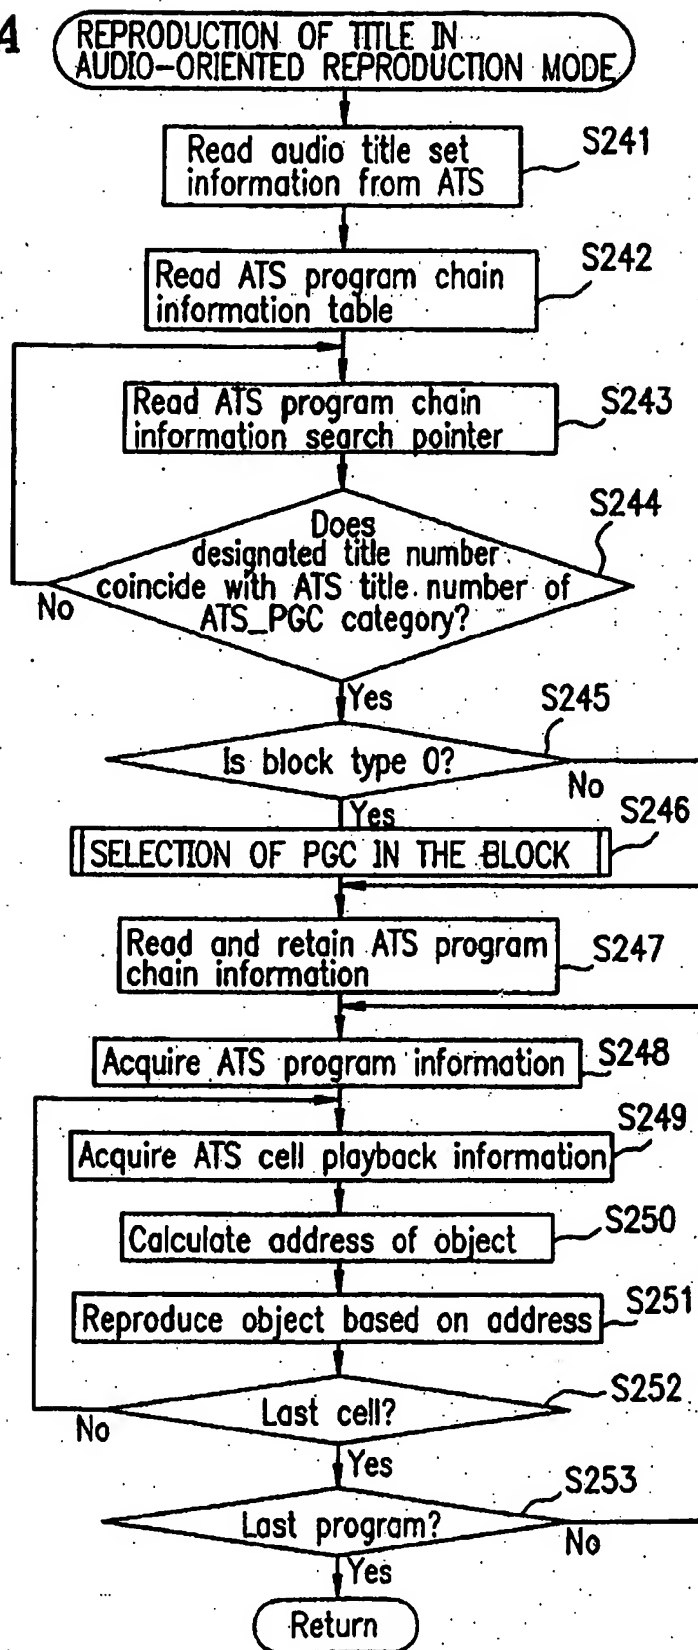 4
REPRODUCTION OF TITLE IN
AUDIO-ORIENTED REPRODUCTION MODE
Read audio title set
information from ATS
S241
Read ATS program chain
information table
S242
Read ATS program chain
information search pointer
S243
Does
designated title number
coincide with ATS title number of
ATS_PGC category?
S244
No
Yes
S245
Is block type 0?
No
Yes
S246
SELECTION OF PGC IN THE BLOCK
Read and retain ATS program
chain information
S247
Acquire ATS program information
S248
S249
Acquire ATS cell playback information
Calculate address of object
S250
Reproduce object based on address
S251
Last cell?
S252
No
Yes
S253
Last program?
No
Yes
Return